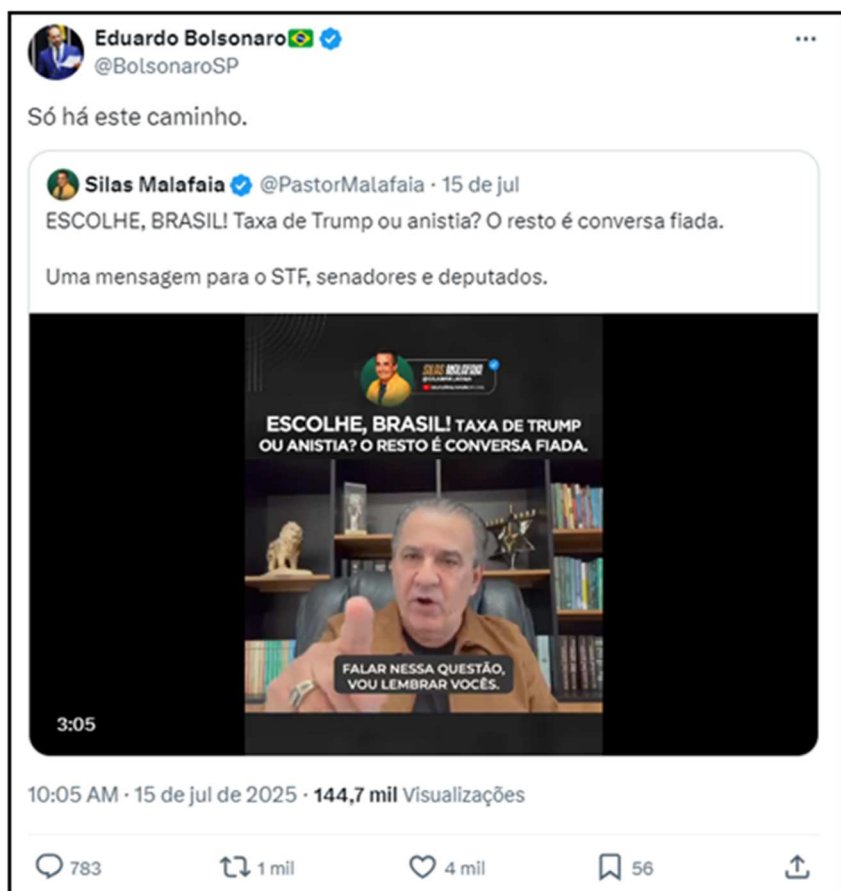 Eduardo Bolsonaro
@BolsonaroSP
Só há este caminho.
Silas Malafaia @PastorMalafaia · 15 de jul
ESCOLHE, BRASIL! Taxa de Trump ou anistia? O resto é conversa fiada.
Uma mensagem para o STF, senadores e deputados.
SILAS MALAFAIA
ESCOLHE, BRASIL! TAXA DE TRUMP
OU ANISTIA? O RESTO É CONVERSA FIADA.
FALAR NESSA QUESTÃO,
VOU LEMBRAR VOCÊS.
3:05
10:05 AM · 15 de jul de 2025 · 144,7 mil Visualizações
783 1 mil 4 mil 56